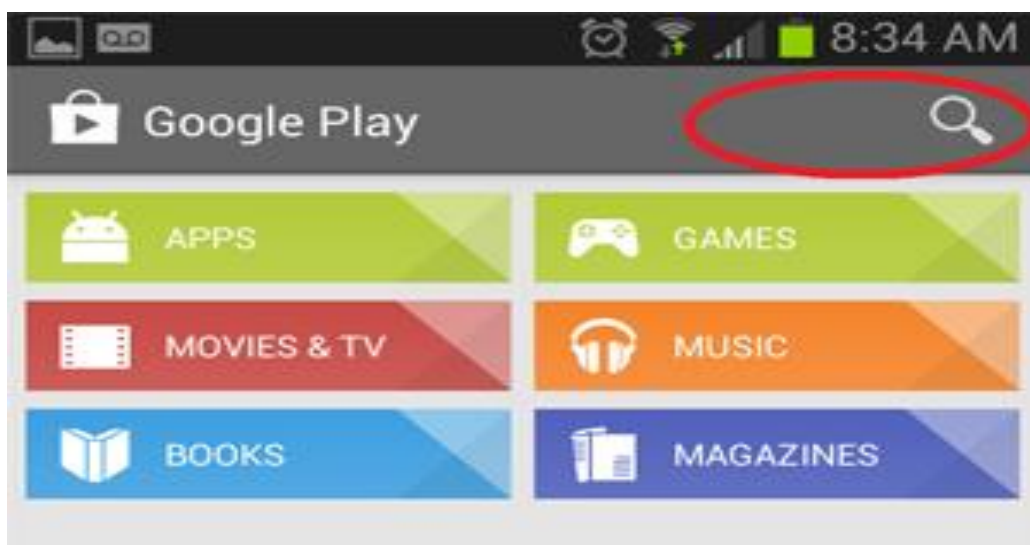 8:34 AM
Google Play
APPS
GAMES
MOVIES & TV
MUSIC
BOOKS
MAGAZINES